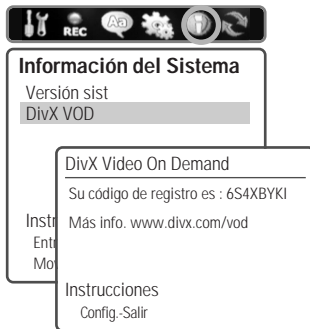 REC
Aa
Información del Sistema
Versión sist
DivX VOD
DivX Video On Demand
Su código de registro es : 6S4XBYKI
Más info. www.divx.com/vod
Instrucciones
Config.-Salir
Instr
Entr
Mov